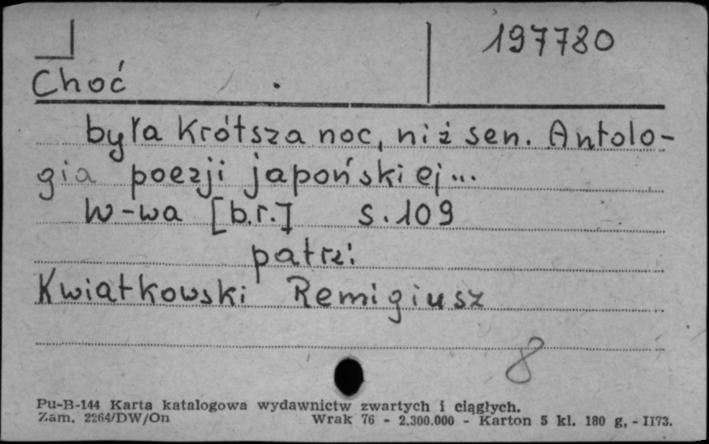 197780
Choć
była krótsza noc, niż sen. Antolo-
gia poezji japońskiej...
W-wa [b.r.] s. 109
patrz:
Kwiatkowski Remigiusz
8
Pu-B-144 Karta katalogowa wydawnictw zwartych i ciągłych.
Zam. 2264/DW/On Wrak 76 - 2.300.000 - Karton 5 kl. 180 g, - II73.